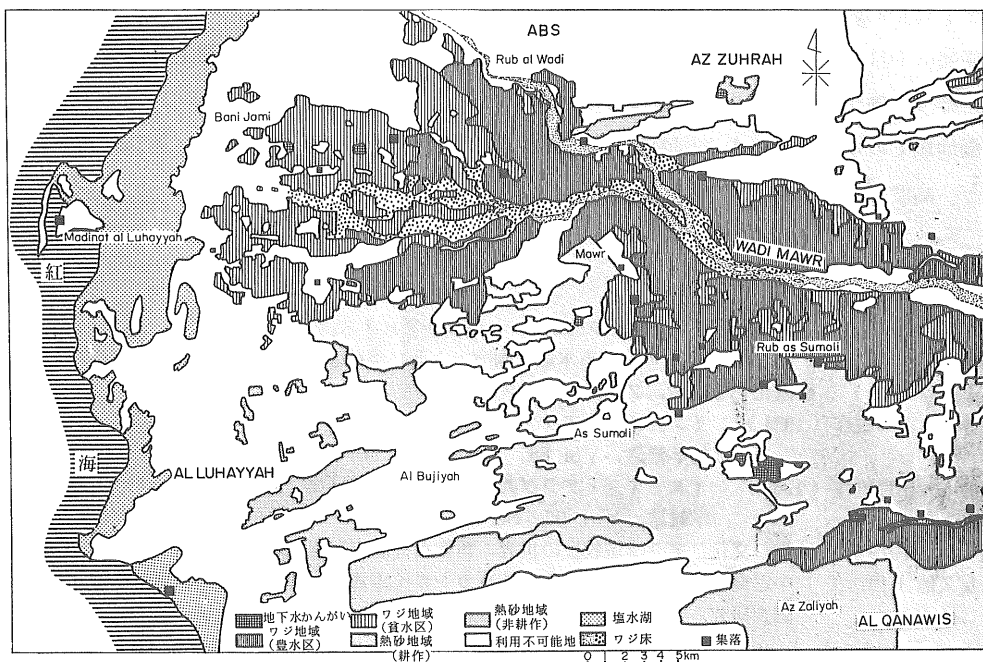 ABS
Rub al Wadi
AZ ZUHRAH
Bani Jami
Madinat al Luhayyah
紅
WADI MAWR
Mawr
Rub as Sumali
As Sumali
海
AL LUHAYYAH
Al Bujiyah
Az Zaliyah
AL QANAWIS
地下水かんがい
ワジ地域
(豊水区)
ワジ地域
(貧水区)
熱砂地域
(耕作)
熱砂地域
(非耕作)
利用不可能地
塩水湖
ワジ床
集落
0 1 2 3 4 5km